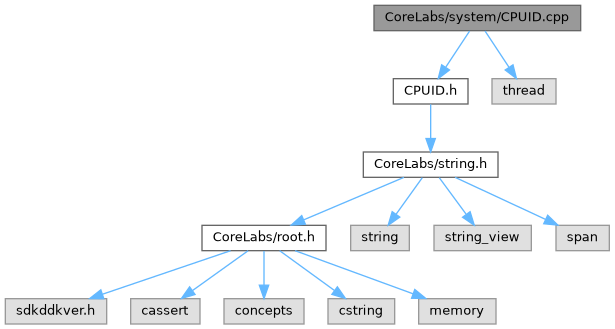 CoreLabs/system/CPUID.cpp
CPUID.h
thread
CoreLabs/string.h
CoreLabs/root.h
string
string_view
span
sdkddkver.h
cassert
concepts
cstring
memory